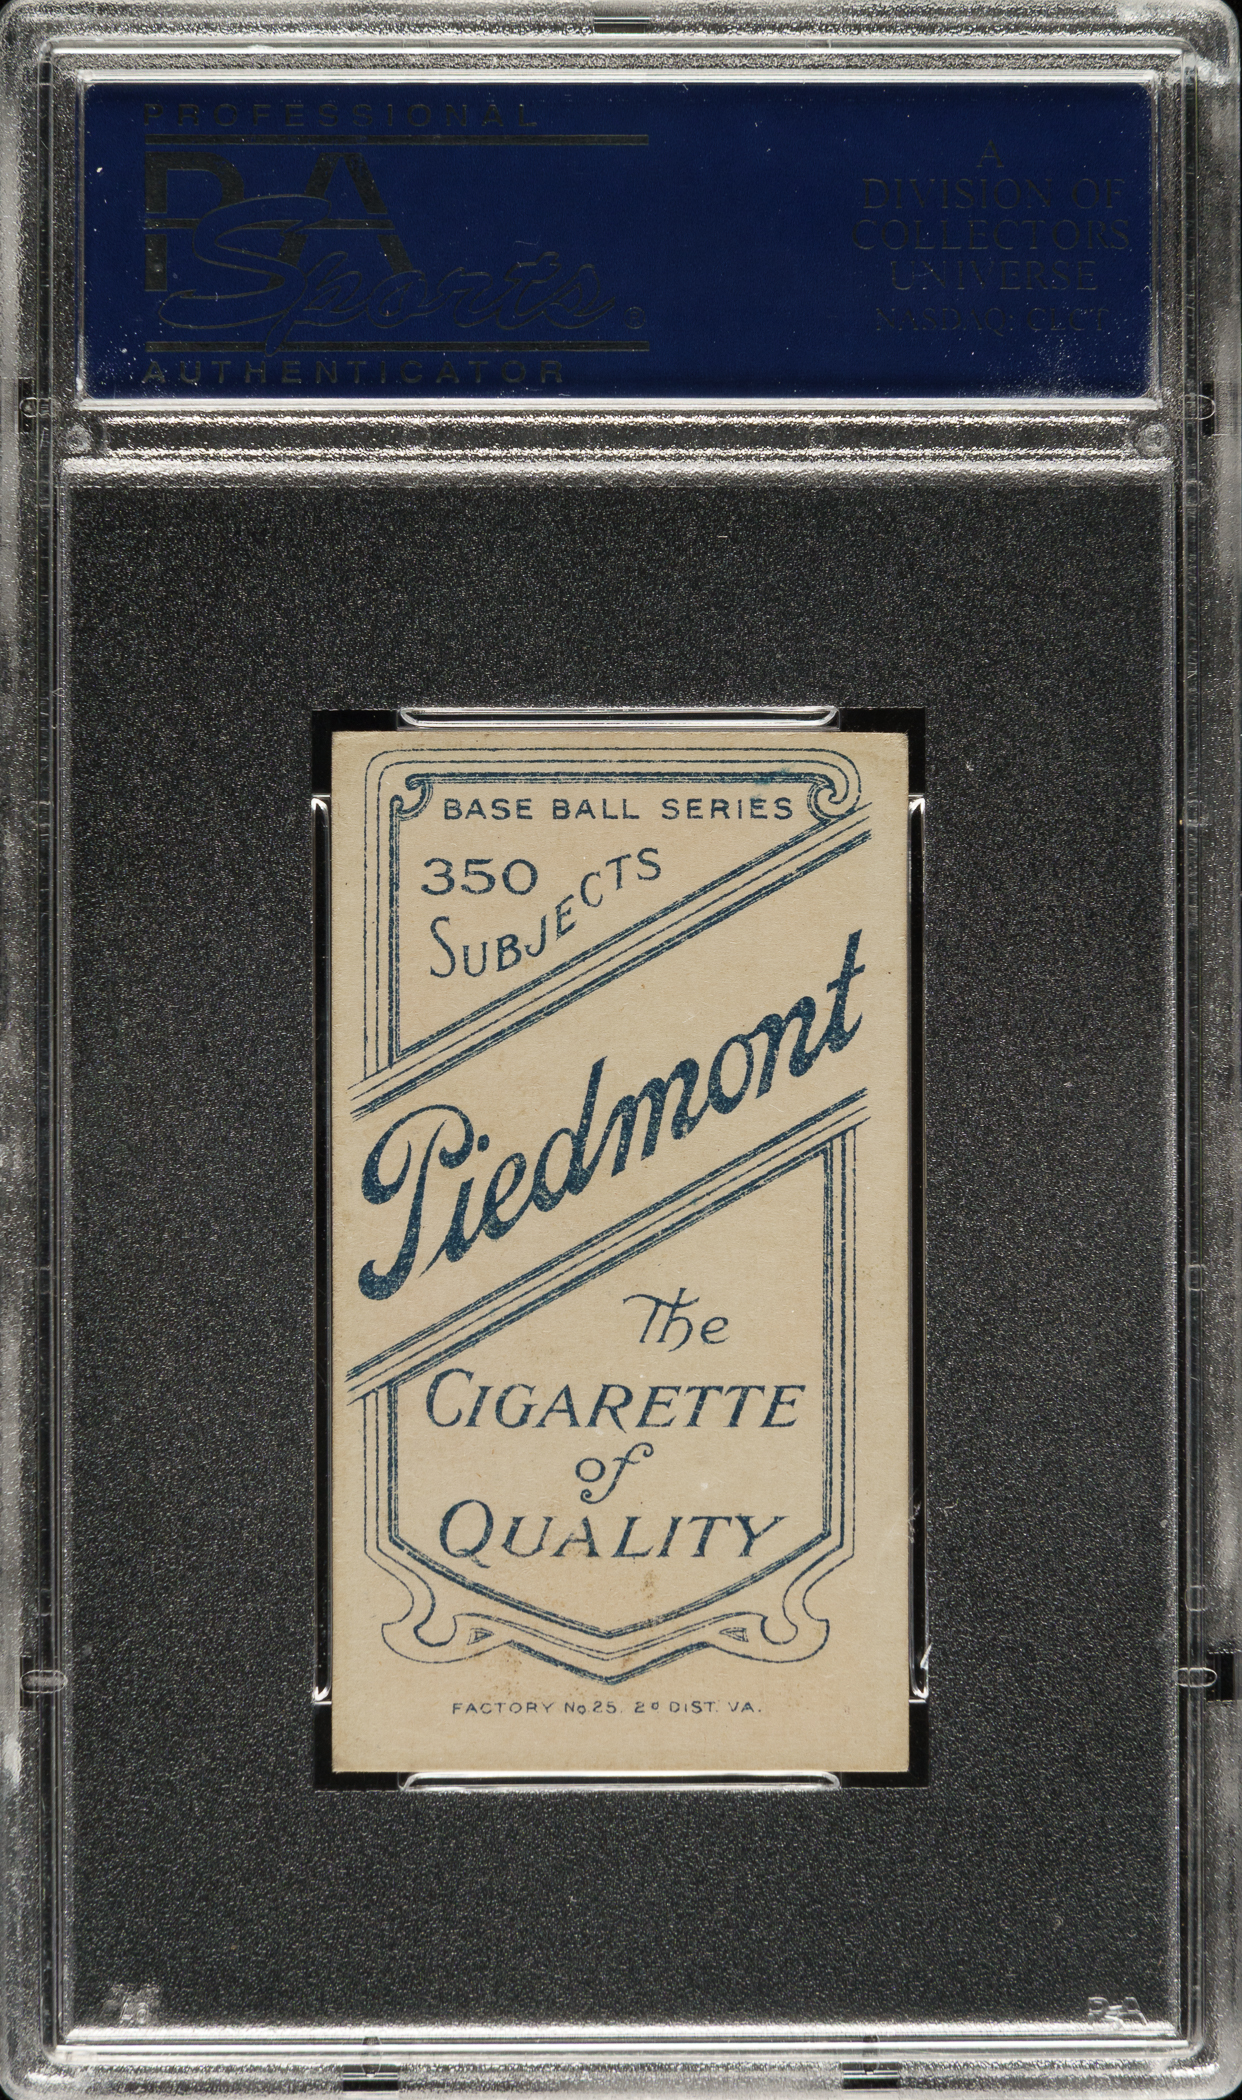 PROFESSIONAL
PSA
Sports®
AUTHENTICATOR
A
DIVISION OF
COLLECTORS
UNIVERSE
NASDAQ: CLCT
BASE BALL SERIES
350
SUBJECTS
Piedmont
The
CIGARETTE
of
QUALITY
FACTORY No 25. 2D DIST. VA.
PSA